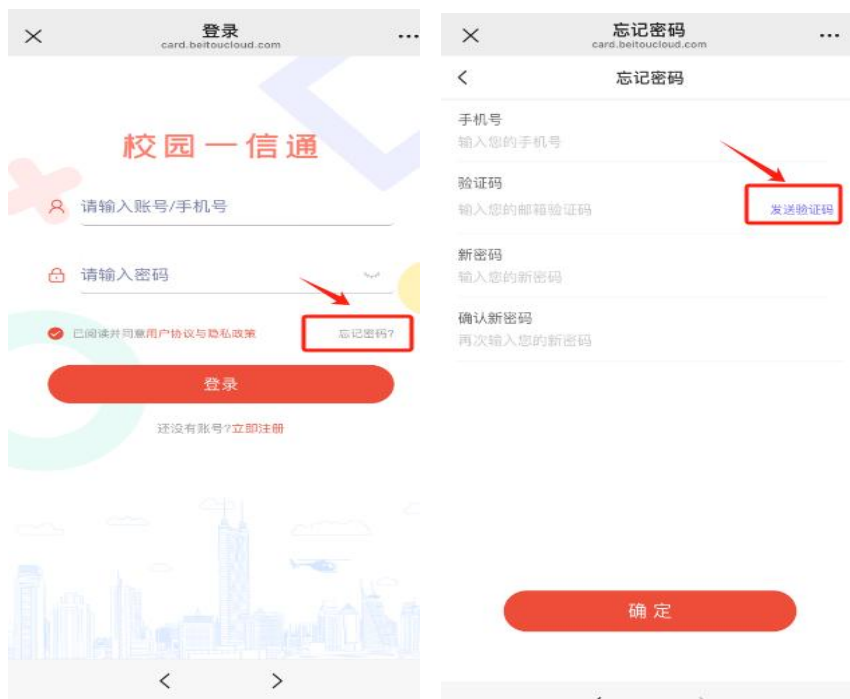 登录
card.beitoucloud.com
校园一信通
请输入账号/手机号
请输入密码
已阅读并同意用户协议与隐私政策
忘记密码?
登录
还没有账号?立即注册
忘记密码
card.beitoucloud.com
忘记密码
手机号
输入您的手机号
验证码
输入您的邮箱验证码
发送验证码
新密码
输入您的新密码
确认新密码
再次输入您的新密码
确定